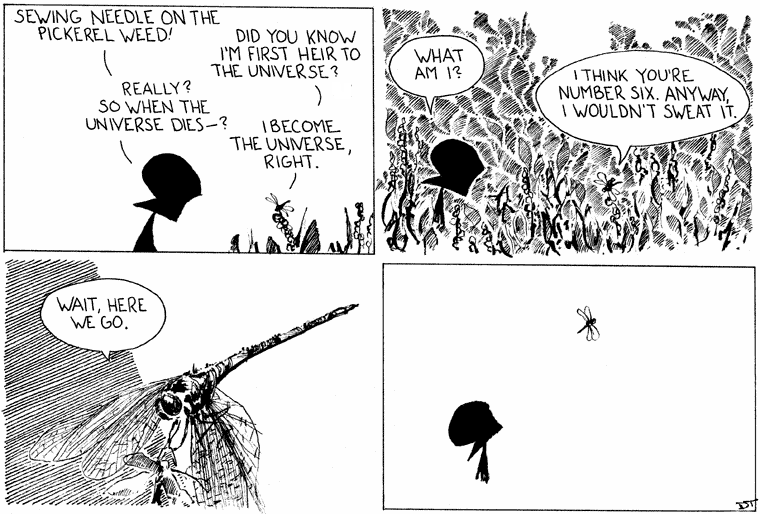 SEWING NEEDLE ON THE
PICKEREL WEED!
DID YOU KNOW
I'M FIRST HEIR TO
THE UNIVERSE?
REALLY?
SO WHEN THE
UNIVERSE DIES—?
I BECOME
THE UNIVERSE,
RIGHT.
WHAT
AM I?
I THINK YOU'RE
NUMBER SIX. ANYWAY,
I WOULDN'T SWEAT IT.
WAIT, HERE
WE GO.